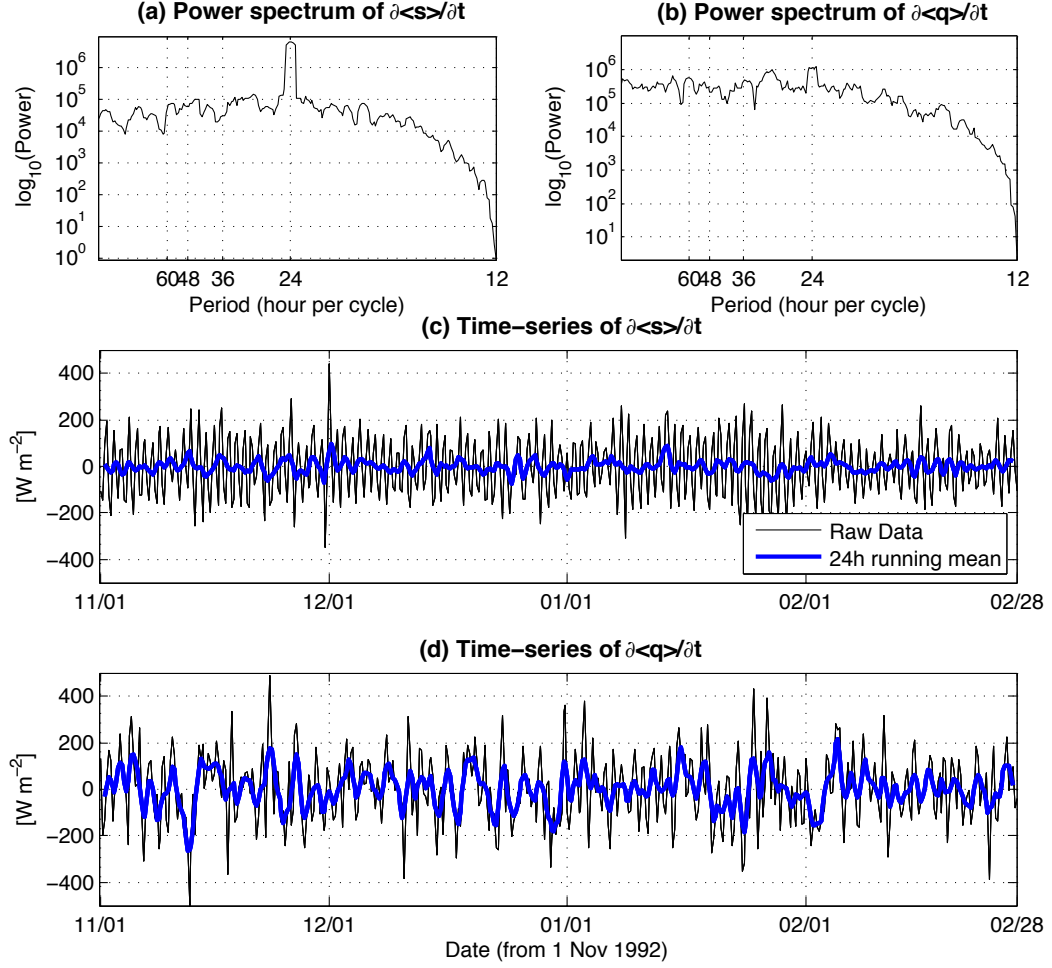 (a) Power spectrum of ∂<s>/∂t
(b) Power spectrum of ∂<q>/∂t
log10(Power)
10^6
10^5
10^4
10^3
10^2
10^1
10^0
60 48 36 24 12
Period (hour per cycle)
log10(Power)
10^6
10^5
10^4
10^3
10^2
10^1
60 48 36 24 12
Period (hour per cycle)
(c) Time−series of ∂<s>/∂t
[W m−2]
400
200
0
−200
−400
Raw Data
24h running mean
11/01 12/01 01/01 02/01 02/28
(d) Time−series of ∂<q>/∂t
[W m−2]
400
200
0
−200
−400
11/01 12/01 01/01 02/01 02/28
Date (from 1 Nov 1992)